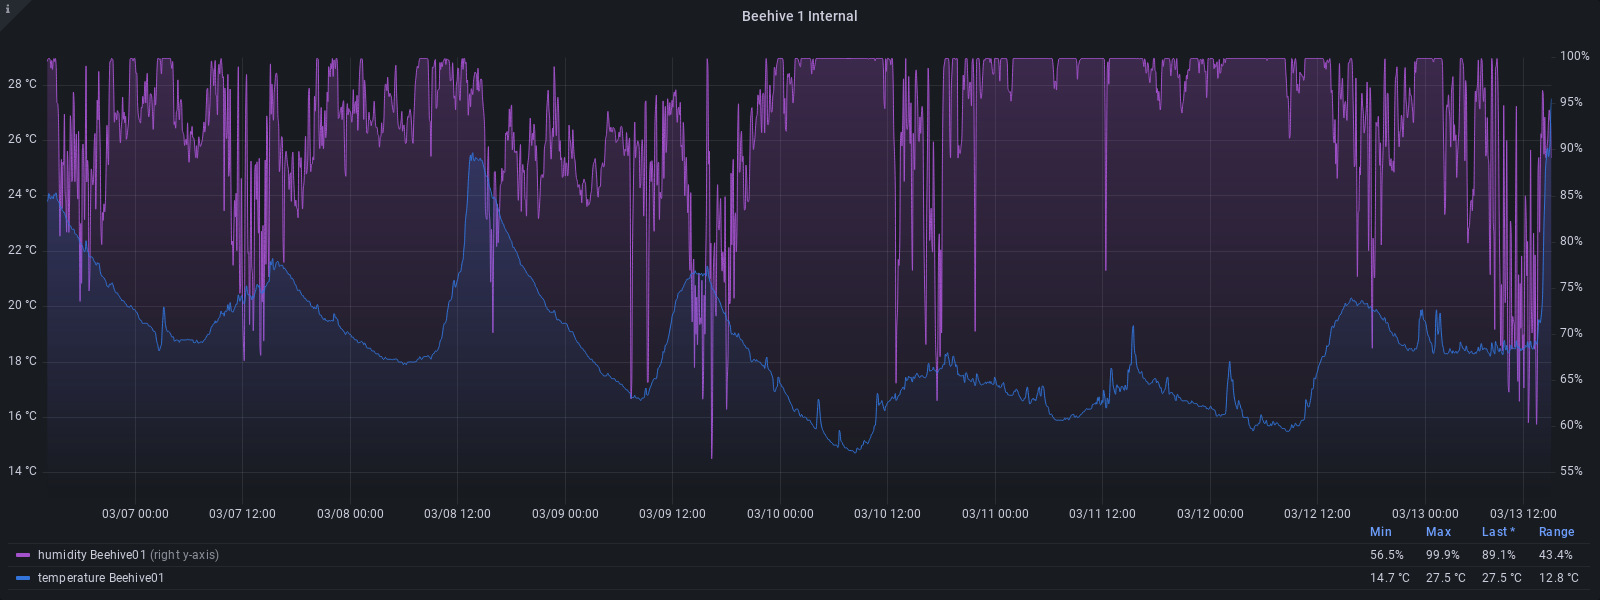 i
Beehive 1 Internal
28 °C
26 °C
24 °C
22 °C
20 °C
18 °C
16 °C
14 °C
100%
95%
90%
85%
80%
75%
70%
65%
60%
55%
03/07 00:00 03/07 12:00 03/08 00:00 03/08 12:00 03/09 00:00 03/09 12:00 03/10 00:00 03/10 12:00 03/11 00:00 03/11 12:00 03/12 00:00 03/12 12:00 03/13 00:00 03/13 12:00
Min Max Last * Range
humidity Beehive01 (right y-axis) 56.5% 99.9% 89.1% 43.4%
temperature Beehive01 14.7 °C 27.5 °C 27.5 °C 12.8 °C